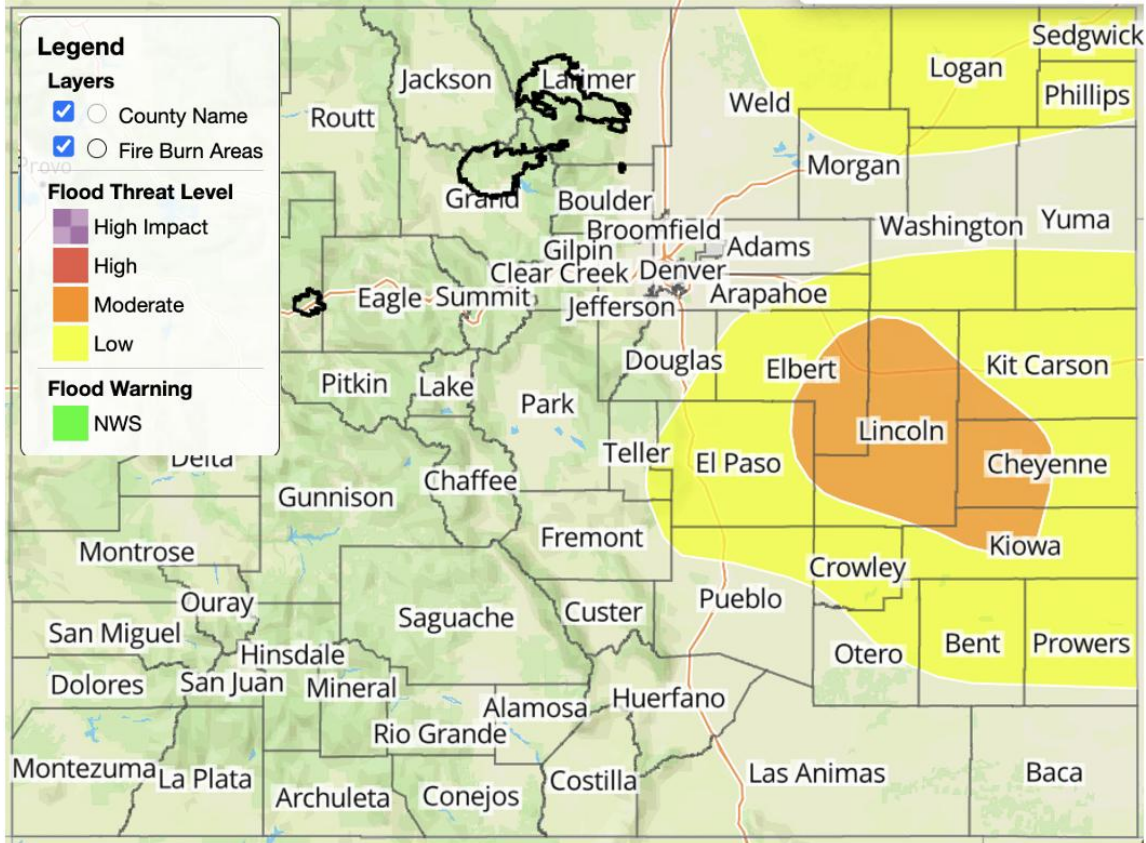 Legend
Layers
County Name
Fire Burn Areas
Flood Threat Level
High Impact
High
Moderate
Low
Flood Warning
NWS
Provo
Sedgwick
Logan
Jackson
Larimer
Phillips
Weld
Routt
Morgan
Grand
Boulder
Washington
Yuma
Broomfield
Gilpin
Adams
Clear Creek
Denver
Eagle
Summit
Arapahoe
Jefferson
Douglas
Elbert
Kit Carson
Pitkin
Lake
Park
Lincoln
Teller
El Paso
Cheyenne
Delta
Chaffee
Gunnison
Fremont
Kiowa
Montrose
Crowley
Ouray
Pueblo
Custer
Saguache
San Miguel
Bent
Prowers
Otero
Hinsdale
Dolores
San Juan
Mineral
Huerfano
Alamosa
Rio Grande
Montezuma
La Plata
Costilla
Las Animas
Baca
Archuleta
Conejos